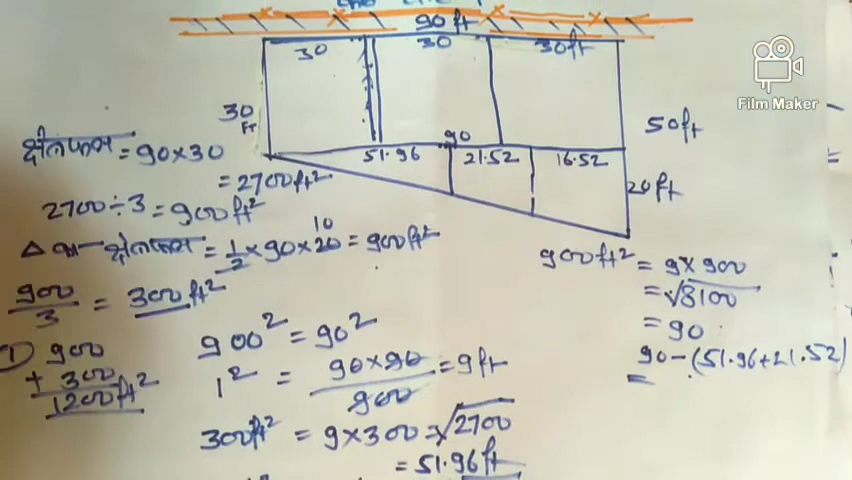 90 ft
30 30 30 ft
Film Maker
30 FT
50 ft
90
51.96 21.52 16.52
20 ft
क्षेत्रफल = 90 × 30
= 2700 ft²
2700 ÷ 3 = 900 ft²
△ का क्षेत्रफल = 1/2 × 90 × 20 10 = 900 ft²
900/3 = 300 ft²
① 900
+ 300
1200 ft²
900² = 90²
1² = 90×90/900 = 9 ft
300 ft² = 9 × 300 = √2700
= 51.96 ft
900 ft² = 9 × 900
= √8100
= 90
90 - (51.96 + 21.52)
=